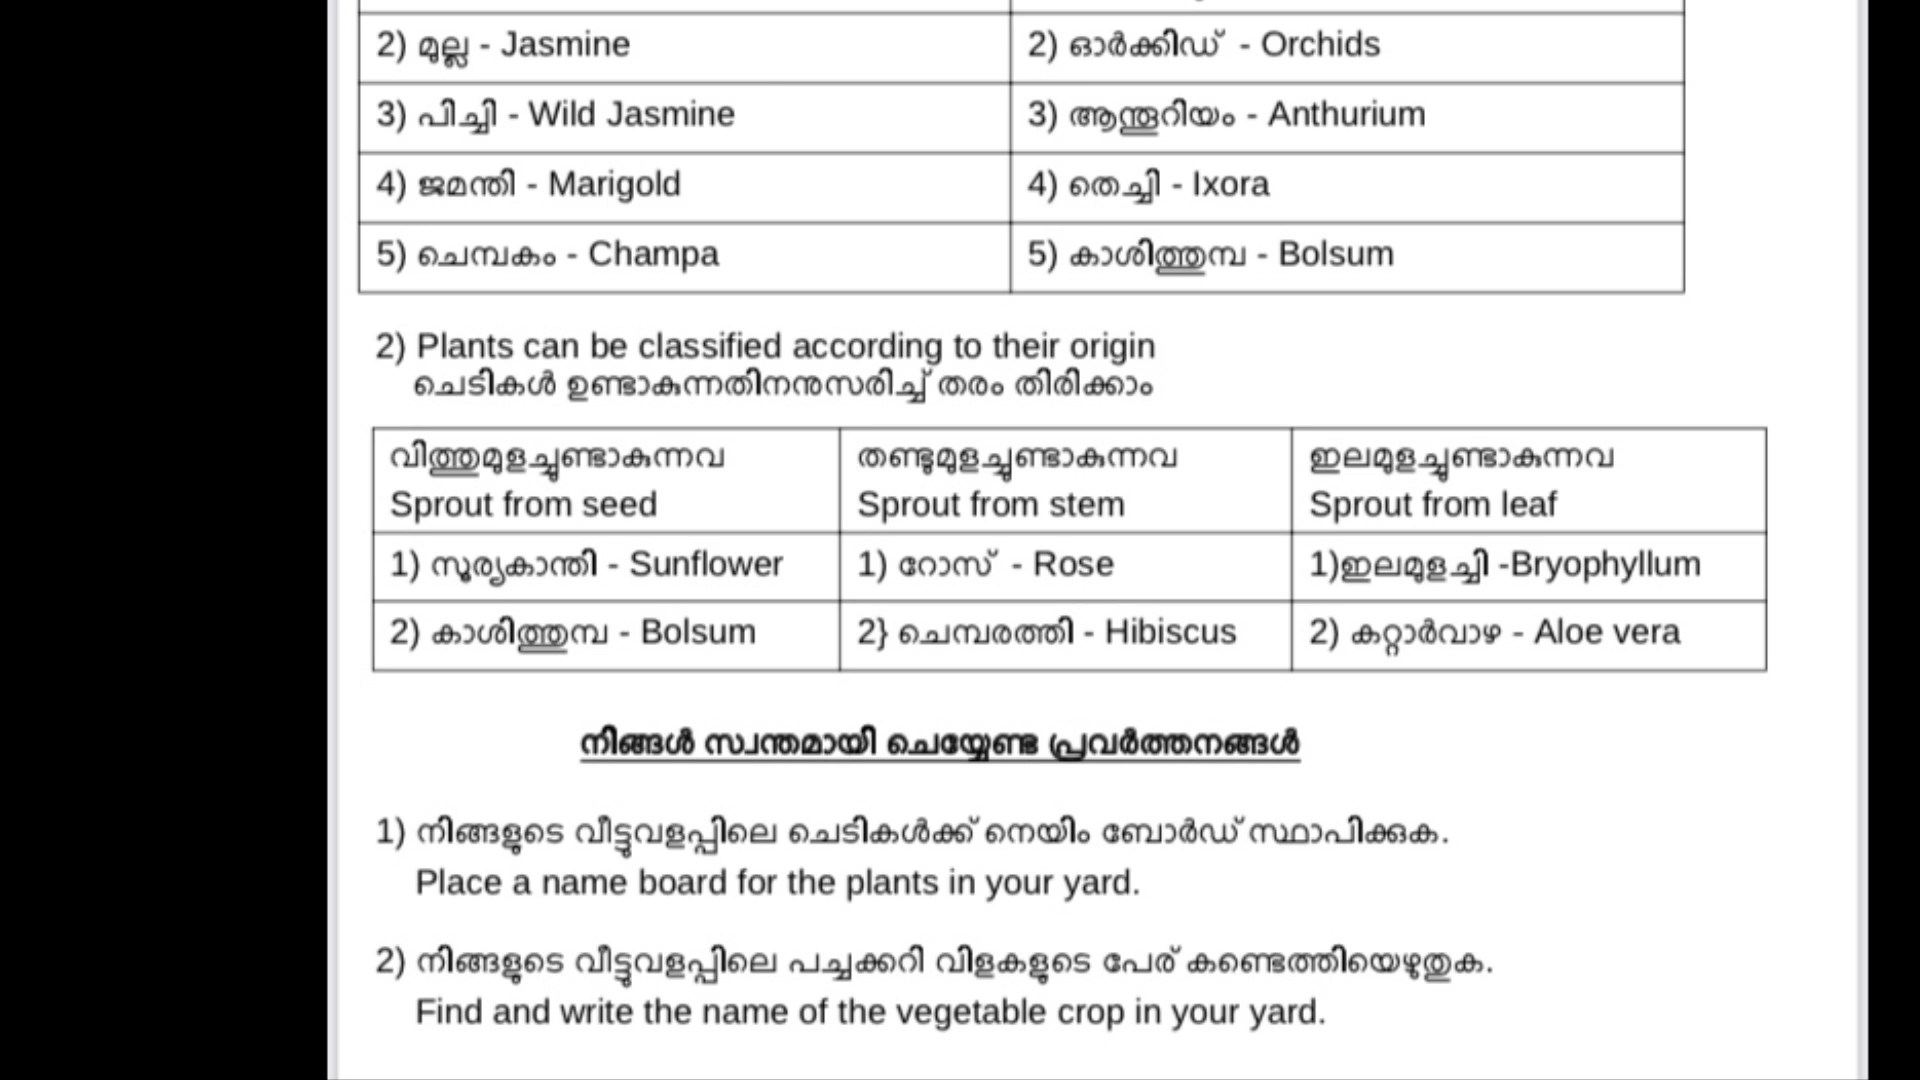 2) മുല്ല - Jasmine
2) ഓർക്കിഡ് - Orchids
3) പിച്ചി - Wild Jasmine
3) ആന്തൂറിയം - Anthurium
4) ജമന്തി - Marigold
4) തെച്ചി - Ixora
5) ചെമ്പകം - Champa
5) കാശിത്തുമ്പ - Bolsum
2) Plants can be classified according to their origin
ചെടികൾ ഉണ്ടാകുന്നതിനനുസരിച്ച് തരം തിരിക്കാം
വിത്തുമുളച്ചുണ്ടാകുന്നവ
Sprout from seed
തണ്ടുമുളച്ചുണ്ടാകുന്നവ
Sprout from stem
ഇലമുളച്ചുണ്ടാകുന്നവ
Sprout from leaf
1) സൂര്യകാന്തി - Sunflower
1) റോസ് - Rose
1)ഇലമുളച്ചി -Bryophyllum
2) കാശിത്തുമ്പ - Bolsum
2} ചെമ്പരത്തി - Hibiscus
2) കറ്റാർവാഴ - Aloe vera
നിങ്ങൾ സ്വന്തമായി ചെയ്യേണ്ട പ്രവർത്തനങ്ങൾ
1) നിങ്ങളുടെ വീട്ടുവളപ്പിലെ ചെടികൾക്ക് നെയിം ബോർഡ് സ്ഥാപിക്കുക.
Place a name board for the plants in your yard.
2) നിങ്ങളുടെ വീട്ടുവളപ്പിലെ പച്ചക്കറി വിളകളുടെ പേര് കണ്ടെത്തിയെഴുതുക.
Find and write the name of the vegetable crop in your yard.